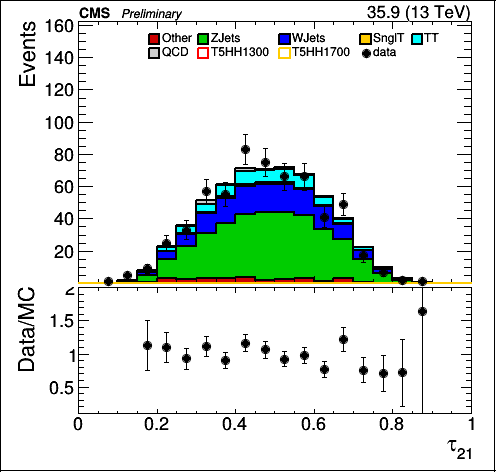 CMS Preliminary 35.9 (13 TeV)
Events
160
140
120
100
80
60
40
20
Other ZJets WJets SnglT TT
QCD T5HH1300 T5HH1700 data
Data/MC
2
1.5
1
0.5
0 0.2 0.4 0.6 0.8 1
τ21